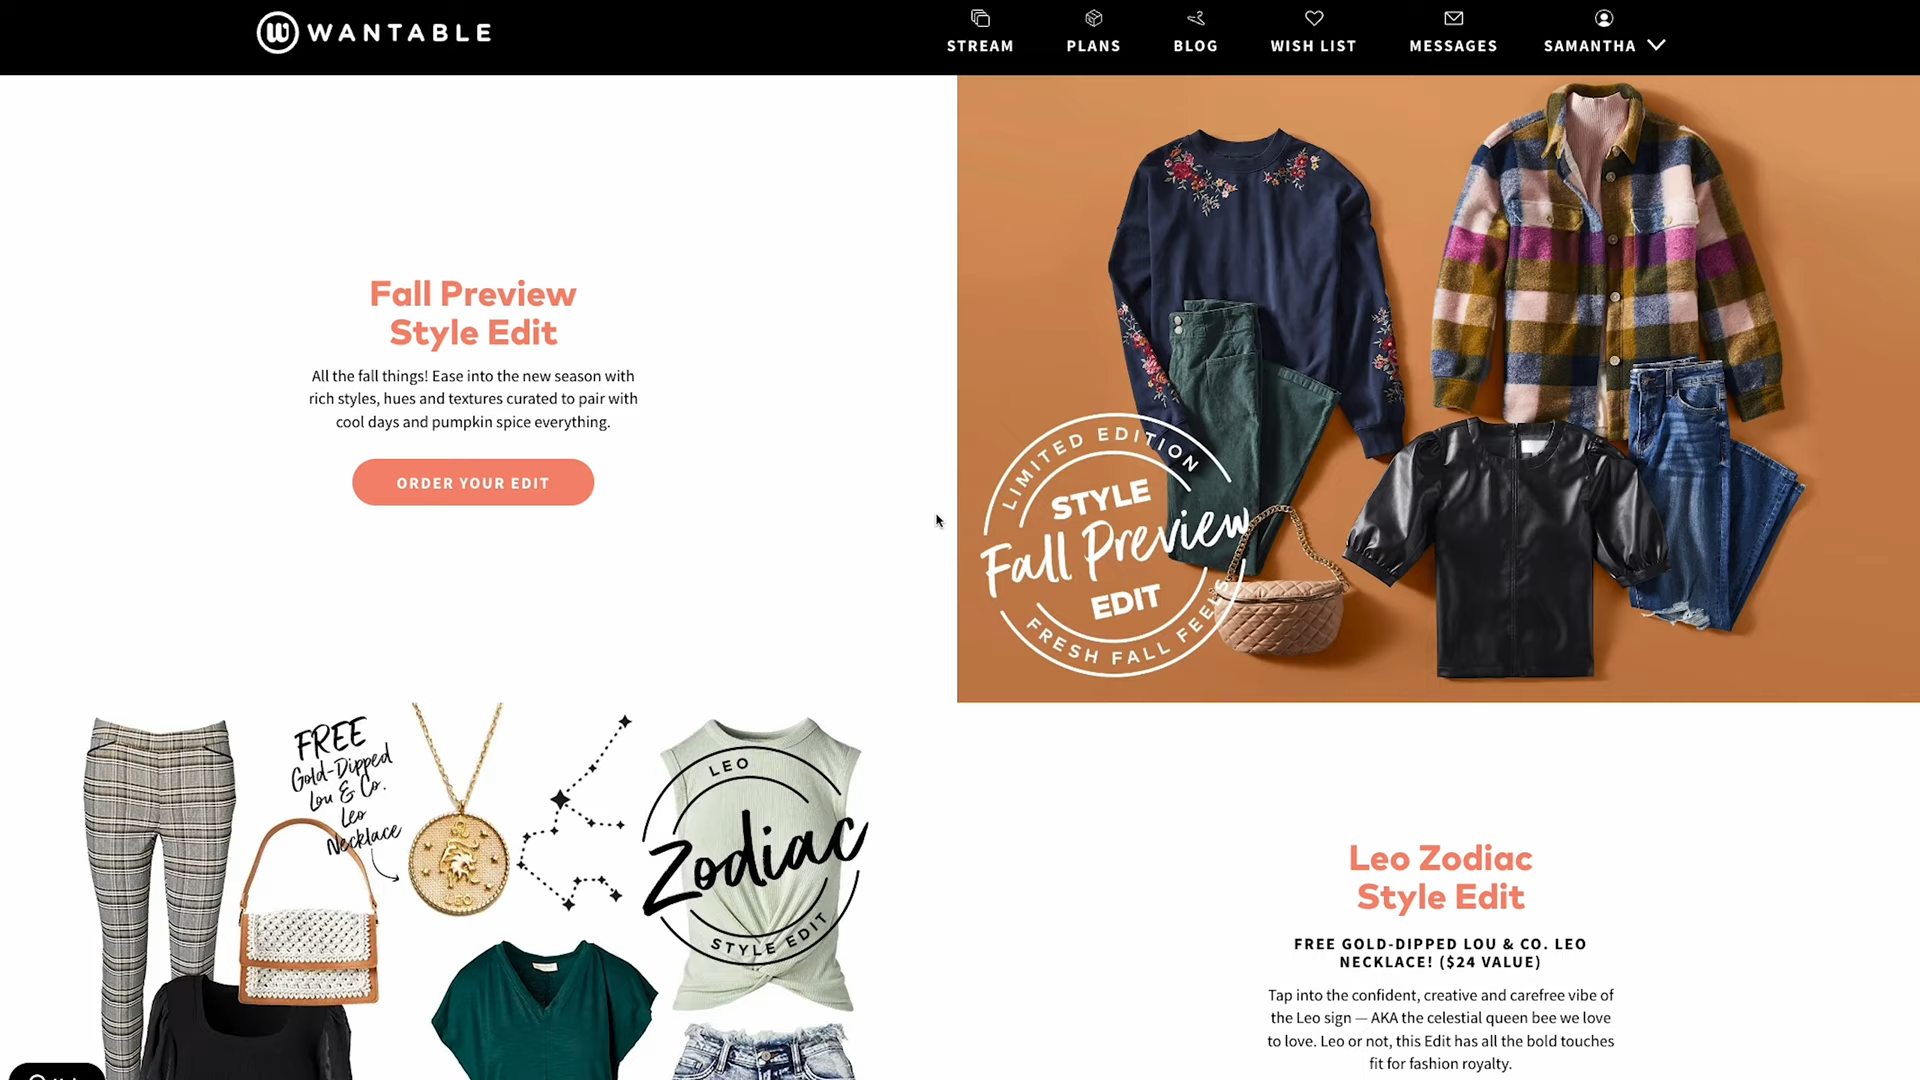 WANTABLE
STREAM
PLANS
BLOG
WISH LIST
MESSAGES
SAMANTHA
Fall Preview
Style Edit
All the fall things! Ease into the new season with
rich styles, hues and textures curated to pair with
cool days and pumpkin spice everything.
ORDER YOUR EDIT
LIMITED EDITION
STYLE
Fall Preview
EDIT
FRESH FALL FEELS
FREE
Gold-Dipped
Lou & Co.
Leo
Necklace
LEO
LEO
Zodiac
STYLE EDIT
Leo Zodiac
Style Edit
FREE GOLD-DIPPED LOU & CO. LEO
NECKLACE! ($24 VALUE)
Tap into the confident, creative and carefree vibe of
the Leo sign — AKA the celestial queen bee we love
to love. Leo or not, this Edit has all the bold touches
fit for fashion royalty.